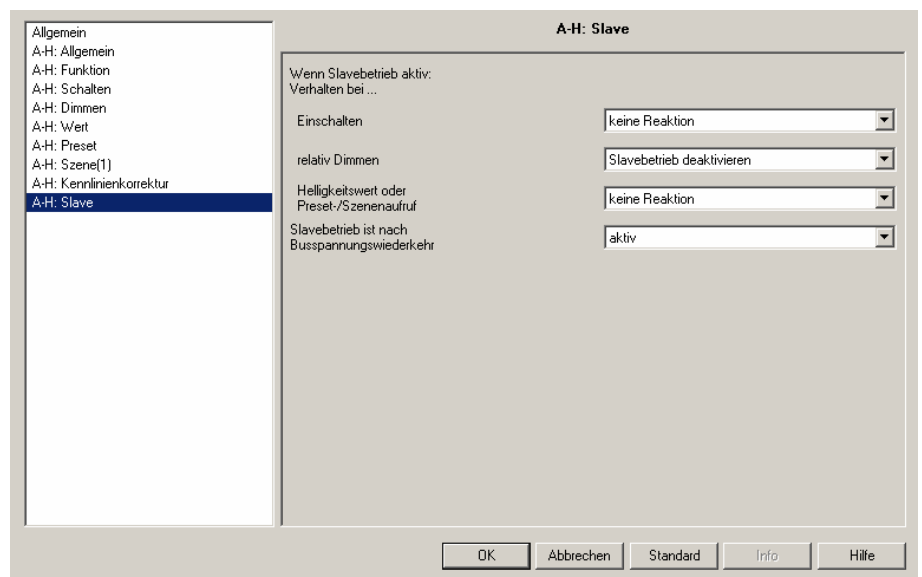 Allgemein
A-H: Allgemein
A-H: Funktion
A-H: Schalten
A-H: Dimmen
A-H: Wert
A-H: Preset
A-H: Szene(1)
A-H: Kennlinienkorrektur
A-H: Slave
A-H: Slave
Wenn Slavebetrieb aktiv:
Verhalten bei ...
Einschalten
keine Reaktion
relativ Dimmen
Slavebetrieb deaktivieren
Helligkeitswert oder
Preset-/Szenenaufruf
keine Reaktion
Slavebetrieb ist nach
Busspannungswiederkehr
aktiv
OK
Abbrechen
Standard
Info
Hilfe